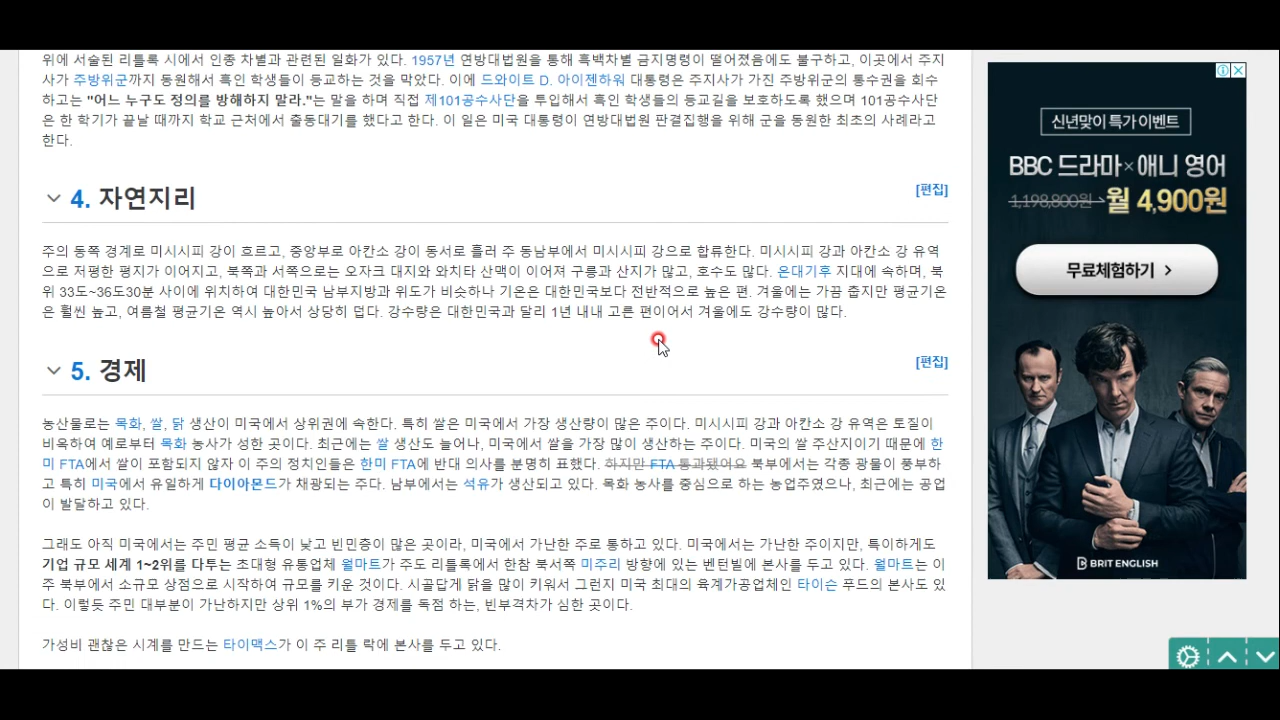 위에 서술된 리틀록 시에서 인종 차별과 관련된 일화가 있다. 1957년 연방대법원을 통해 흑백차별 금지명령이 떨어졌음에도 불구하고, 이곳에서 주지
사가 주방위군까지 동원해서 흑인 학생들이 등교하는 것을 막았다. 이에 드와이트 D. 아이젠하워 대통령은 주지사가 가진 주방위군의 통수권을 회수
하고는 "어느 누구도 정의를 방해하지 말라."는 말을 하며 직접 제101공수사단을 투입해서 흑인 학생들의 등교길을 보호하도록 했으며 101공수사단
은 한 학기가 끝날 때까지 학교 근처에서 출동대기를 했다고 한다. 이 일은 미국 대통령이 연방대법원 판결집행을 위해 군을 동원한 최초의 사례라고
한다.
4. 자연지리
[편집]
주의 동쪽 경계로 미시시피 강이 흐르고, 중앙부로 아칸소 강이 동서로 흘러 주 동남부에서 미시시피 강으로 합류한다. 미시시피 강과 아칸소 강 유역
으로 저평한 평지가 이어지고, 북쪽과 서쪽으로는 오자크 대지와 와치타 산맥이 이어져 구릉과 산지가 많고, 호수도 많다. 온대기후 지대에 속하며, 북
위 33도~36도30분 사이에 위치하여 대한민국 남부지방과 위도가 비슷하나 기온은 대한민국보다 전반적으로 높은 편. 겨울에는 가끔 춥지만 평균기온
은 훨씬 높고, 여름철 평균기온 역시 높아서 상당히 덥다. 강수량은 대한민국과 달리 1년 내내 고른 편이어서 겨울에도 강수량이 많다.
5. 경제
[편집]
농산물로는 목화, 쌀, 닭 생산이 미국에서 상위권에 속한다. 특히 쌀은 미국에서 가장 생산량이 많은 주이다. 미시시피 강과 아칸소 강 유역은 토질이
비옥하여 예로부터 목화 농사가 성한 곳이다. 최근에는 쌀 생산도 늘어나, 미국에서 쌀을 가장 많이 생산하는 주이다. 미국의 쌀 주산지이기 때문에 한
미 FTA에서 쌀이 포함되지 않자 이 주의 정치인들은 한미 FTA에 반대 의사를 분명히 표했다. 하지만 FTA 통과됐어요 북부에서는 각종 광물이 풍부하
고 특히 미국에서 유일하게 다이아몬드가 채광되는 주다. 남부에서는 석유가 생산되고 있다. 목화 농사를 중심으로 하는 농업주였으나, 최근에는 공업
이 발달하고 있다.
그래도 아직 미국에서는 주민 평균 소득이 낮고 빈민층이 많은 곳이라, 미국에서 가난한 주로 통하고 있다. 미국에서는 가난한 주이지만, 특이하게도
기업 규모 세계 1~2위를 다투는 초대형 유통업체 월마트가 주도 리틀록에서 한참 북서쪽 미주리 방향에 있는 벤턴빌에 본사를 두고 있다. 월마트는 이
주 북부에서 소규모 상점으로 시작하여 규모를 키운 것이다. 시골답게 닭을 많이 키워서 그런지 미국 최대의 육계가공업체인 타이슨 푸드의 본사도 있
다. 이렇듯 주민 대부분이 가난하지만 상위 1%의 부가 경제를 독점 하는, 빈부격차가 심한 곳이다.
가성비 괜찮은 시계를 만드는 타이맥스가 이 주 리틀 락에 본사를 두고 있다.
신년맞이 특가 이벤트
BBC 드라마×애니 영어
1,198,800원 > 월 4,900원
무료체험하기 >
BRIT ENGLISH